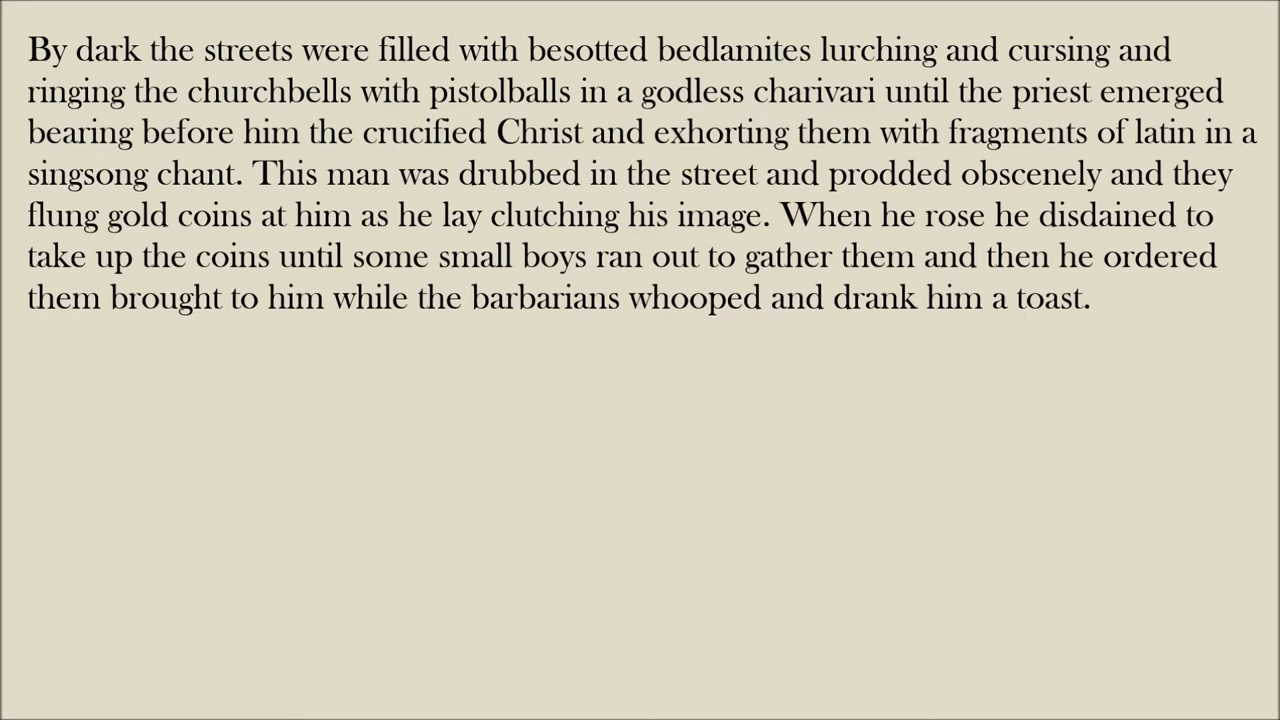 By dark the streets were filled with besotted bedlamites lurching and cursing and
ringing the churchbells with pistolballs in a godless charivari until the priest emerged
bearing before him the crucified Christ and exhorting them with fragments of latin in a
singsong chant. This man was drubbed in the street and prodded obscenely and they
flung gold coins at him as he lay clutching his image. When he rose he disdained to
take up the coins until some small boys ran out to gather them and then he ordered
them brought to him while the barbarians whooped and drank him a toast.